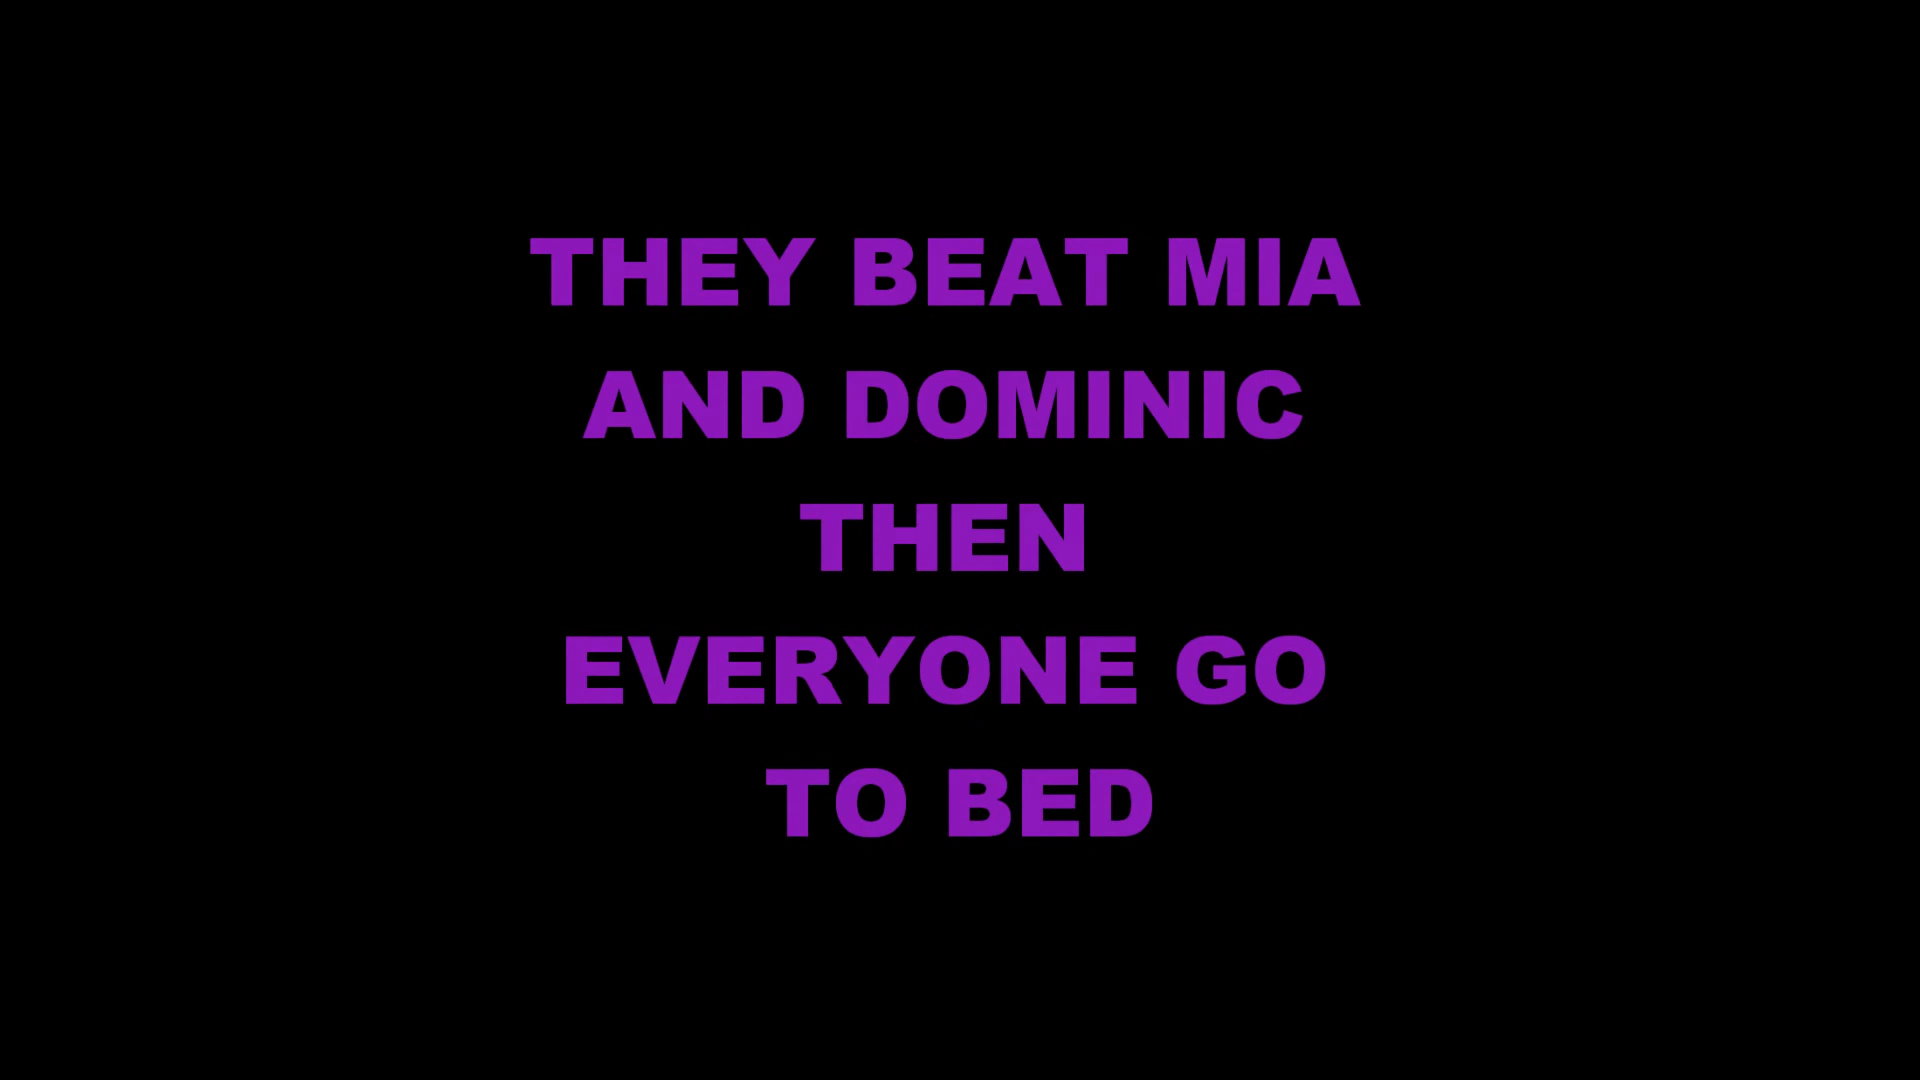 THEY BEAT MIA
AND DOMINIC
THEN
EVERYONE GO
TO BED